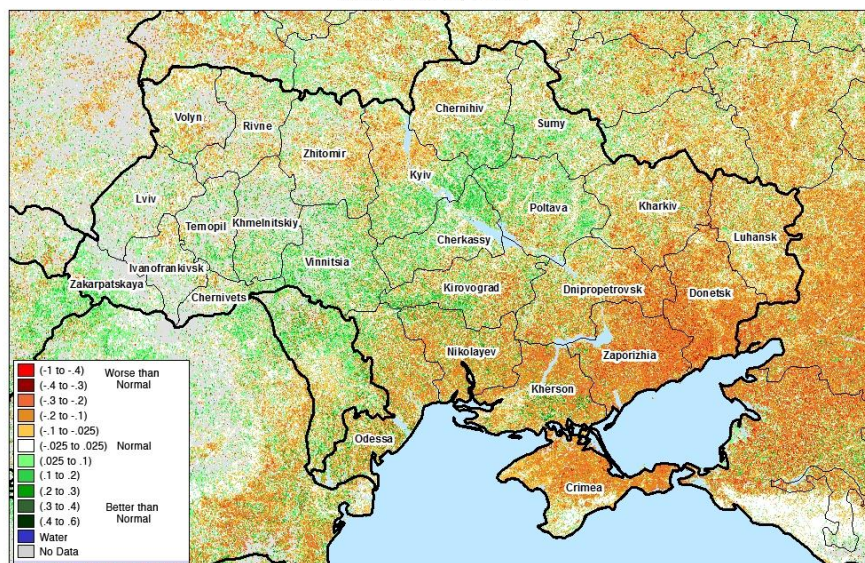 Chernihiv
Volyn
Rivne
Sumy
Zhitomir
Kyiv
Lviv
Poltava
Kharkiv
Ternopil
Khmelnitskiy
Luhansk
Cherkassy
Vinnitsia
Ivanofrankivsk
Zakarpatskaya
Kirovograd
Dnipropetrovsk
Donetsk
Chernivets
Nikolayev
Zaporizhia
Kherson
Odessa
Crimea
(-1 to -.4) Worse than
(-.4 to -.3) Normal
(-.3 to -.2)
(-.2 to -.1)
(-.1 to -.025)
(-.025 to .025) Normal
(.025 to .1)
(.1 to .2)
(.2 to .3)
(.3 to .4) Better than
(.4 to .6) Normal
Water
No Data